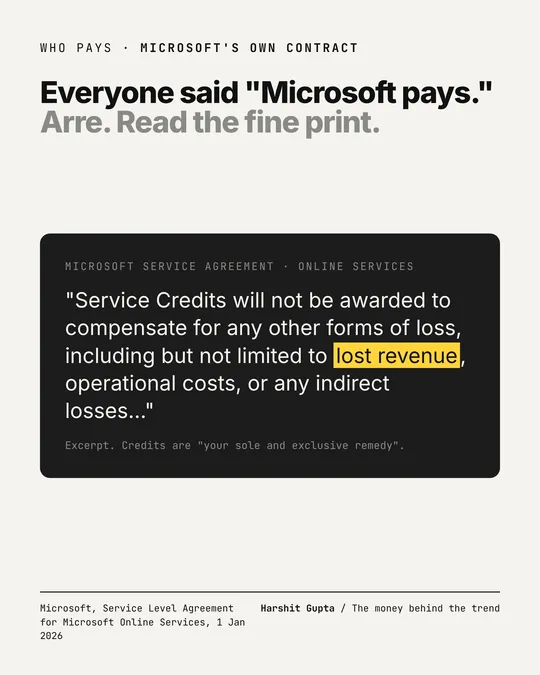 WHO PAYS · MICROSOFT'S OWN CONTRACT
Everyone said "Microsoft pays."
Arre. Read the fine print.
MICROSOFT SERVICE AGREEMENT · ONLINE SERVICES
"Service Credits will not be awarded to
compensate for any other forms of loss,
including but not limited to lost revenue,
operational costs, or any indirect
losses..."
Excerpt. Credits are "your sole and exclusive remedy".
Microsoft, Service Level Agreement
for Microsoft Online Services, 1 Jan
2026
Harshit Gupta / The money behind the trend